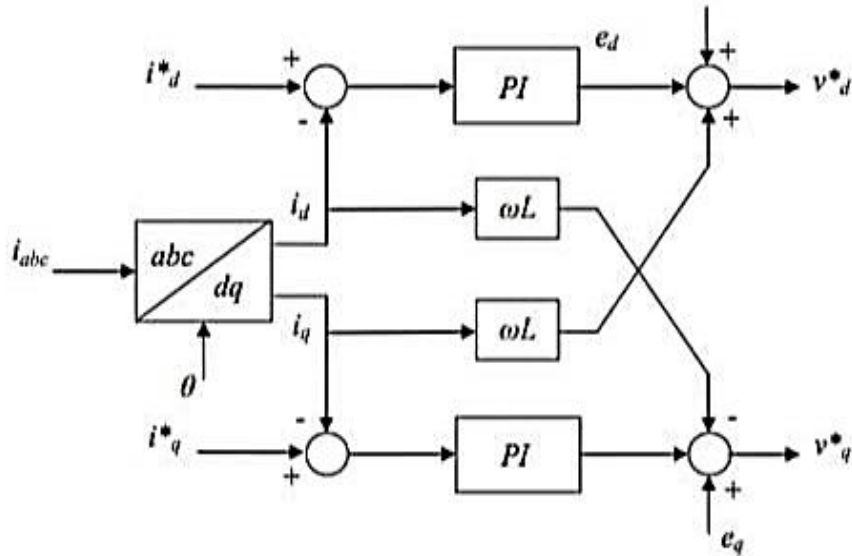 e_d
+
i*_d
+
PI
v*_d
-
+
i_d
ωL
i_abc
abc
dq
i_q
ωL
θ
-
-
i*_q
+
PI
v*_q
+
e_q